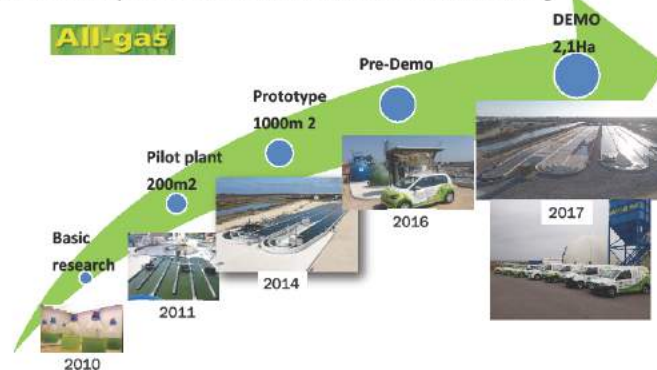 All-gas
DEMO
2,1Ha
Pre-Demo
Prototype
1000m 2
Pilot plant
200m2
Basic
research
2010
2011
2014
2016
2017